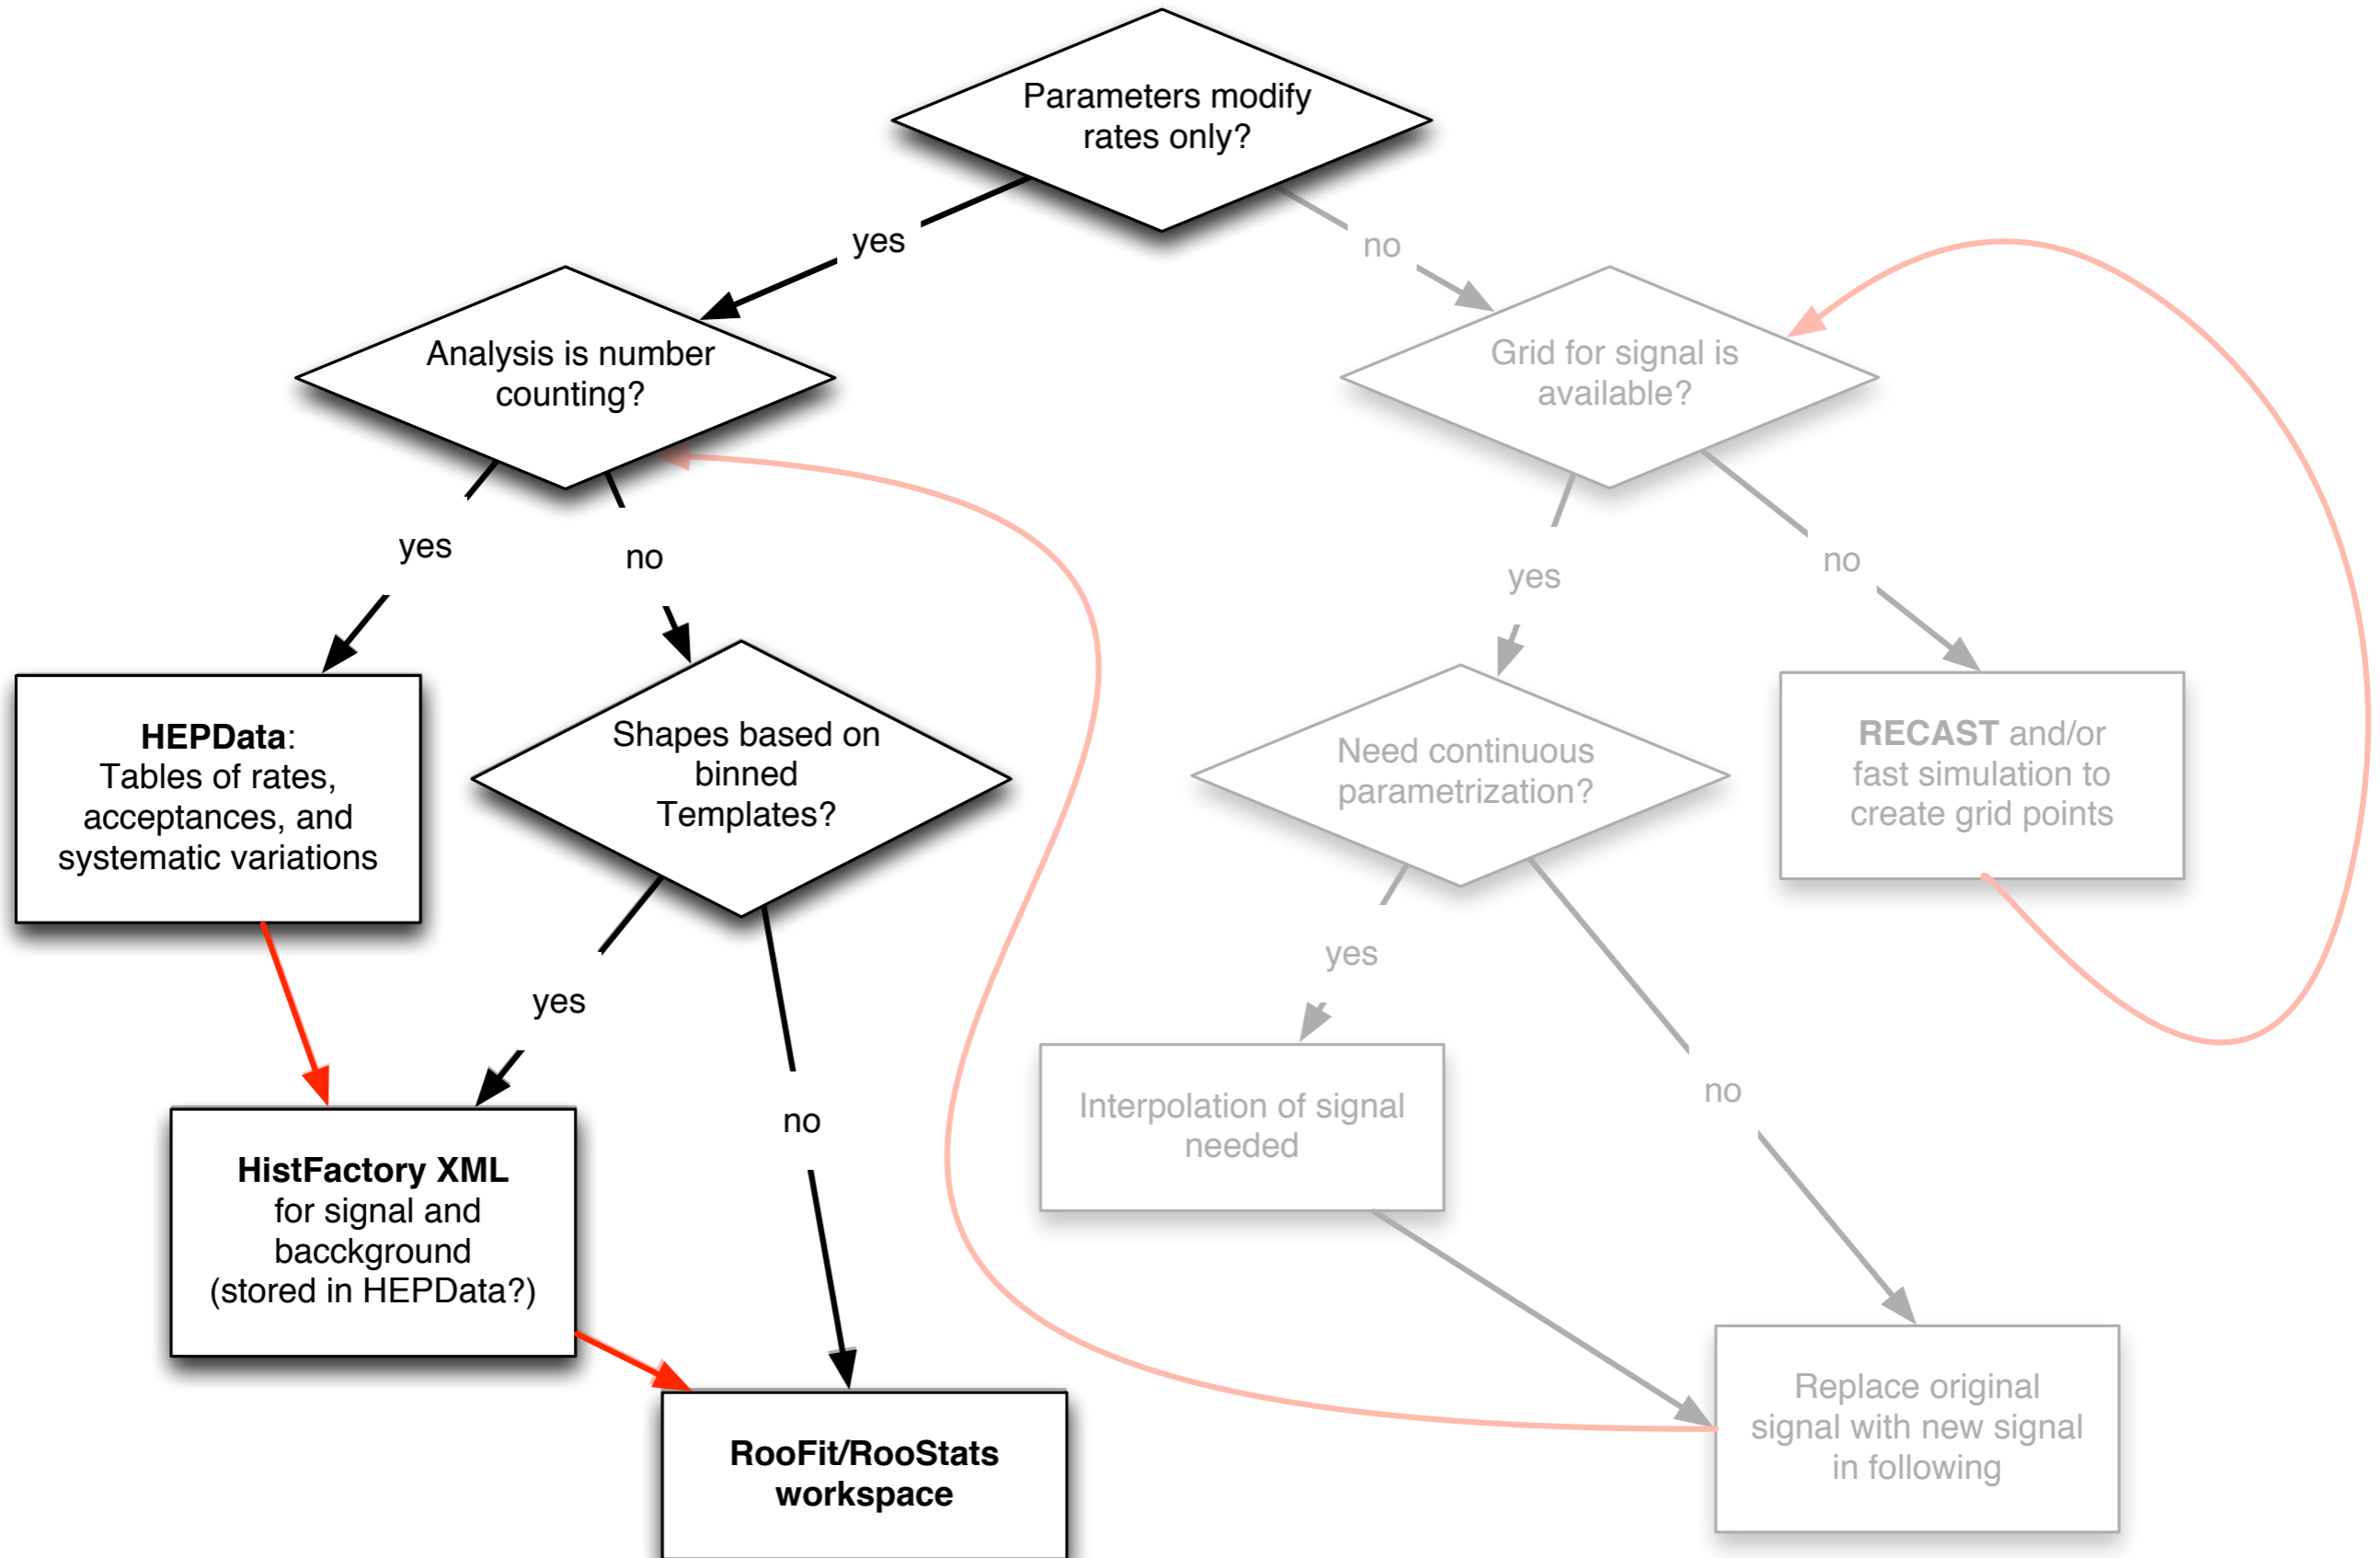 Parameters modify
rates only?
yes
no
Analysis is number
counting?
Grid for signal is
available?
yes
no
yes
no
HEPData:
Tables of rates,
acceptances, and
systematic variations
Shapes based on
binned
Templates?
Need continuous
parametrization?
RECAST and/or
fast simulation to
create grid points
yes
no
yes
no
HistFactory XML
for signal and
bacckground
(stored in HEPData?)
Interpolation of signal
needed
RooFit/RooStats
workspace
Replace original
signal with new signal
in following